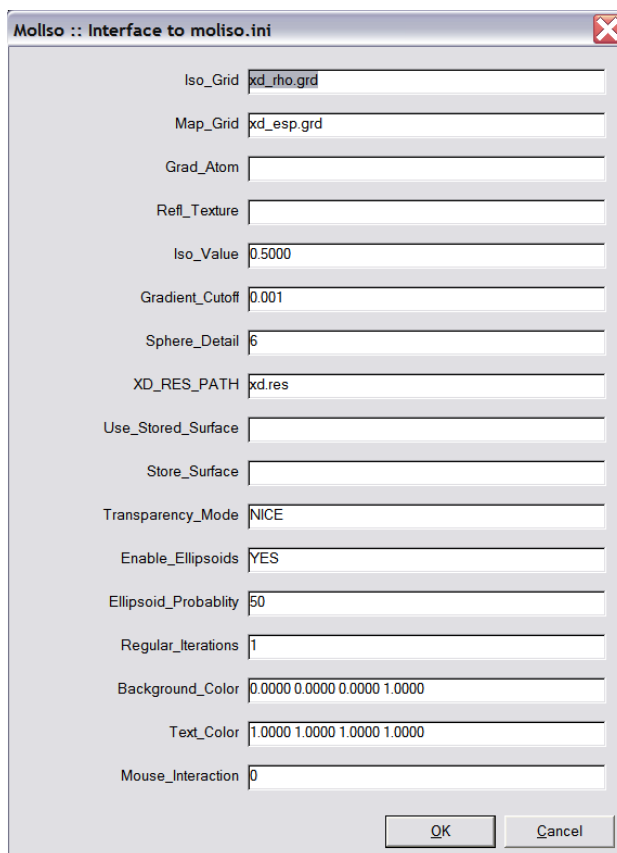 MolIso :: Interface to moliso.ini
Iso_Grid xd_rho.grd
Map_Grid xd_esp.grd
Grad_Atom
Refl_Texture
Iso_Value 0.5000
Gradient_Cutoff 0.001
Sphere_Detail 6
XD_RES_PATH xd.res
Use_Stored_Surface
Store_Surface
Transparency_Mode NICE
Enable_Ellipsoids YES
Ellipsoid_Probablity 50
Regular_Iterations 1
Background_Color 0.0000 0.0000 0.0000 1.0000
Text_Color 1.0000 1.0000 1.0000 1.0000
Mouse_Interaction 0
OK Cancel